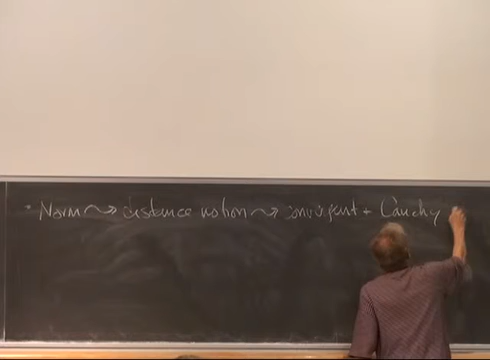 • Norm ⇝ distance notion ⇝ convergent + Cauchy